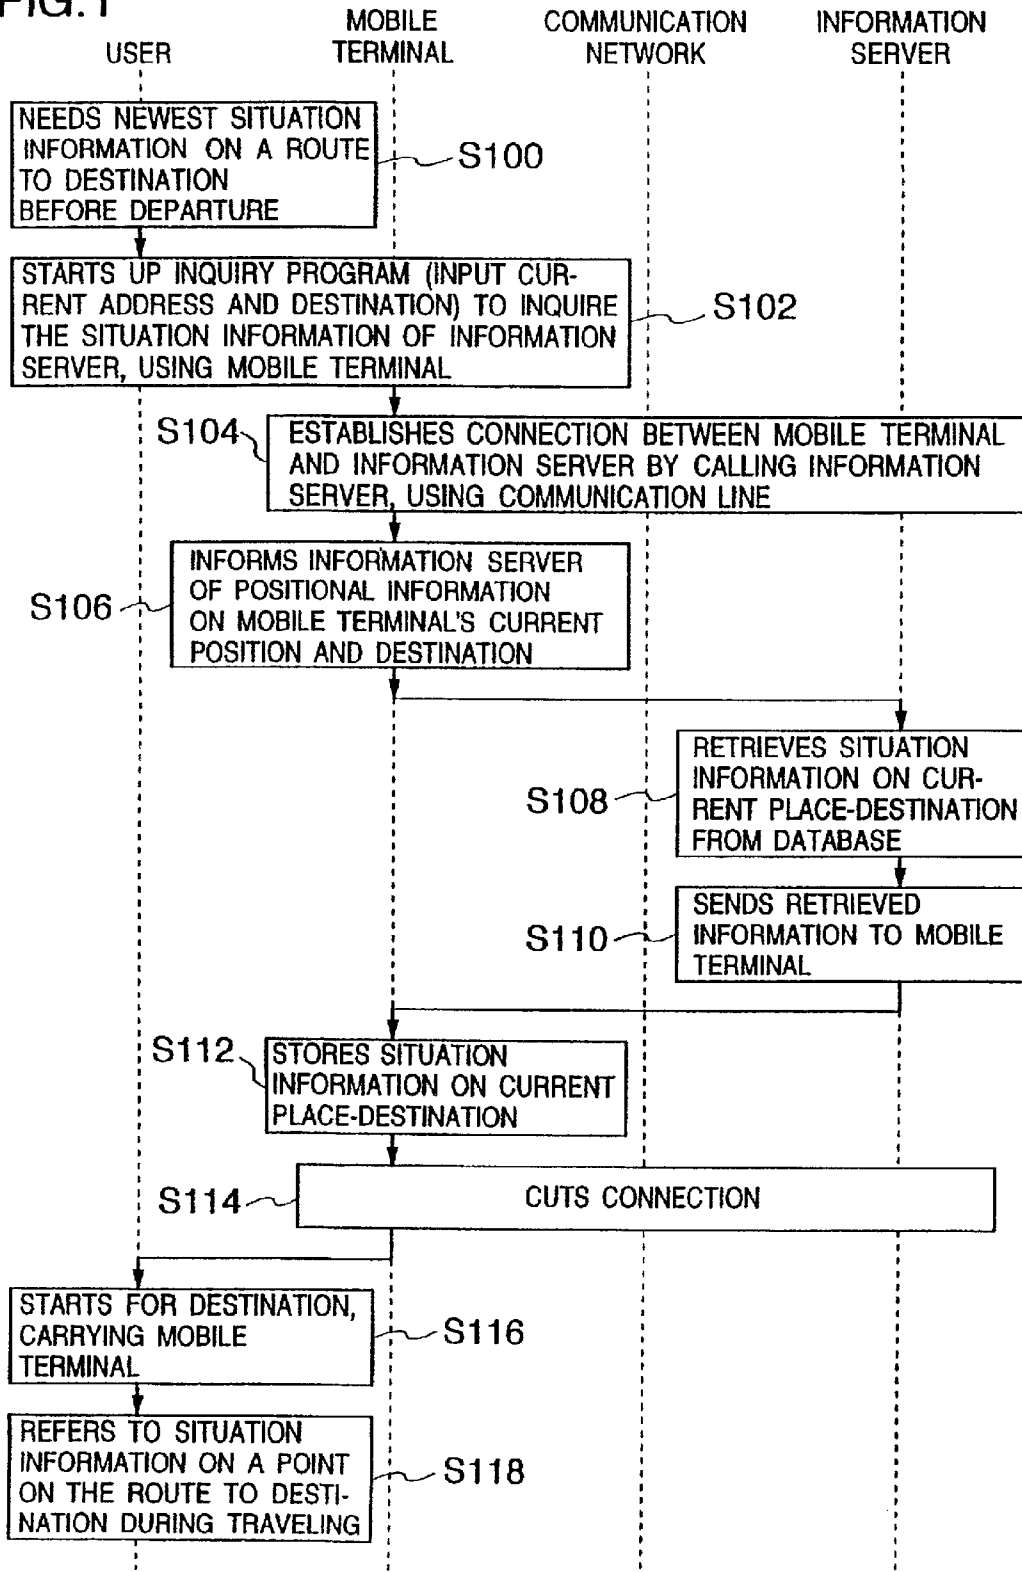 FIG. 1
USER
MOBILE
TERMINAL
COMMUNICATION
NETWORK
INFORMATION
SERVER
NEEDS NEWEST SITUATION
INFORMATION ON A ROUTE
TO DESTINATION
BEFORE DEPARTURE
S100
STARTS UP INQUIRY PROGRAM (INPUT CUR-
RENT ADDRESS AND DESTINATION) TO INQUIRE
THE SITUATION INFORMATION OF INFORMATION
SERVER, USING MOBILE TERMINAL
S102
S104
ESTABLISHES CONNECTION BETWEEN MOBILE TERMINAL
AND INFORMATION SERVER BY CALLING INFORMATION
SERVER, USING COMMUNICATION LINE
S106
INFORMS INFORMATION SERVER
OF POSITIONAL INFORMATION
ON MOBILE TERMINAL'S CURRENT
POSITION AND DESTINATION
S108
RETRIEVES SITUATION
INFORMATION ON CUR-
RENT PLACE-DESTINATION
FROM DATABASE
S110
SENDS RETRIEVED
INFORMATION TO MOBILE
TERMINAL
S112
STORES SITUATION
INFORMATION ON CURRENT
PLACE-DESTINATION
S114
CUTS CONNECTION
STARTS FOR DESTINATION,
CARRYING MOBILE
TERMINAL
S116
REFERS TO SITUATION
INFORMATION ON A POINT
ON THE ROUTE TO DESTI-
NATION DURING TRAVELING
S118